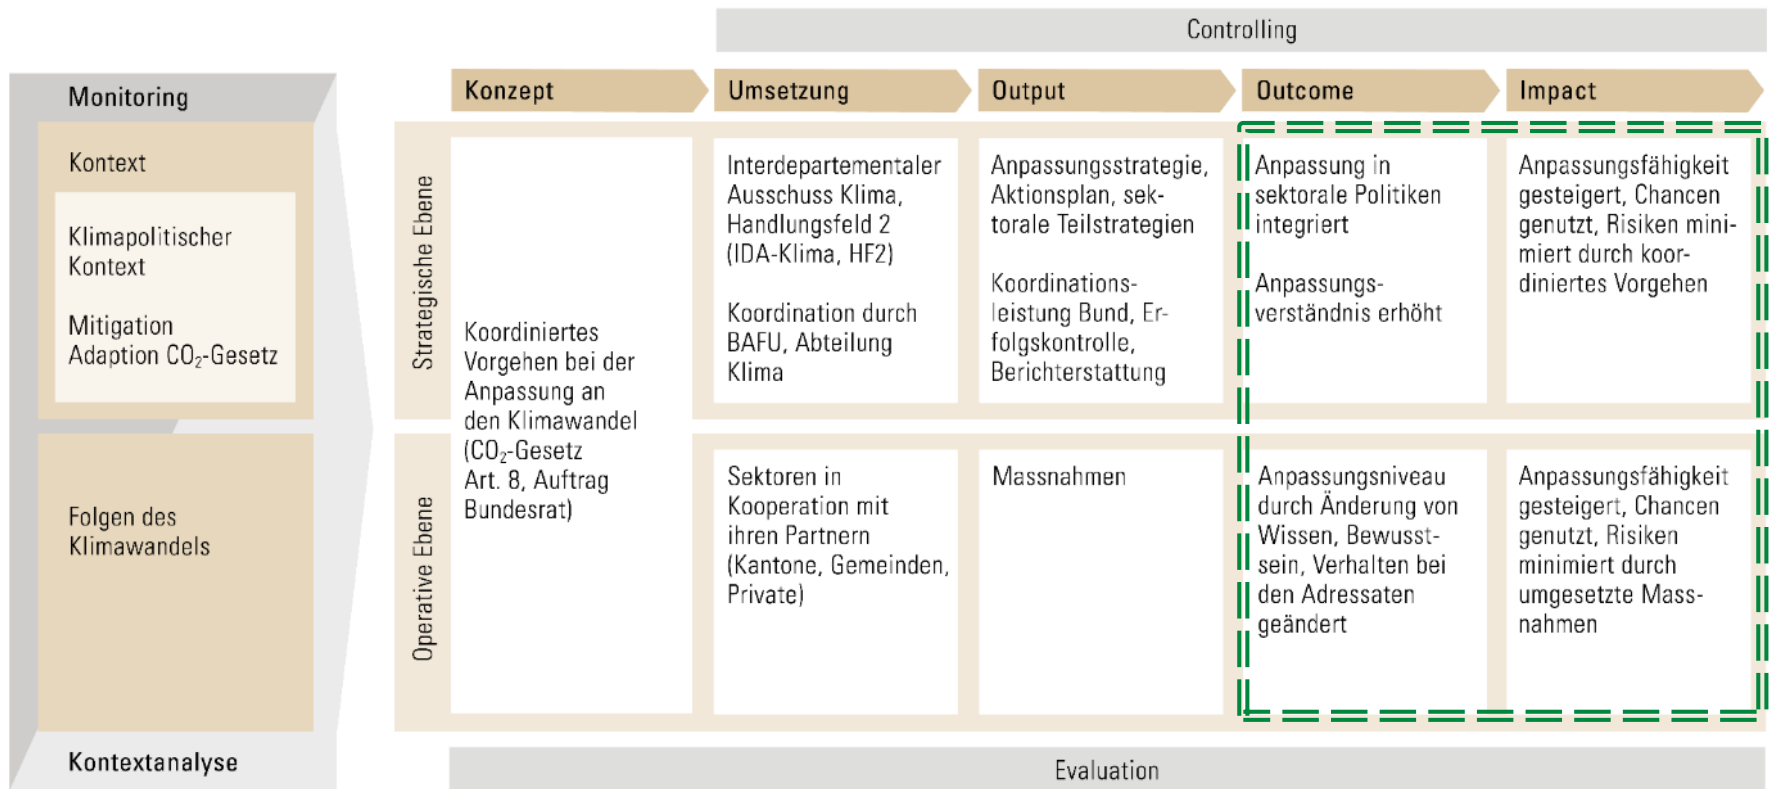 Controlling
Monitoring
Kontext
Klimapolitischer
Kontext
Mitigation
Adaption CO₂-Gesetz
Folgen des
Klimawandels
Kontextanalyse
Konzept
Umsetzung
Output
Outcome
Impact
Strategische Ebene
Operative Ebene
Koordiniertes
Vorgehen bei der
Anpassung an
den Klimawandel
(CO₂-Gesetz
Art. 8, Auftrag
Bundesrat)
Interdepartementaler
Ausschuss Klima,
Handlungsfeld 2
(IDA-Klima, HF2)
Koordination durch
BAFU, Abteilung
Klima
Anpassungsstrategie,
Aktionsplan, sek-
torale Teilstrategien
Koordinations-
leistung Bund, Er-
folgskontrolle,
Berichterstattung
Anpassung in
sektorale Politiken
integriert
Anpassungs-
verständnis erhöht
Anpassungsfähigkeit
gesteigert, Chancen
genutzt, Risiken mini-
miert durch koor-
diniertes Vorgehen
Sektoren in
Kooperation mit
ihren Partnern
(Kantone, Gemeinden,
Private)
Massnahmen
Anpassungsniveau
durch Änderung von
Wissen, Bewusst-
sein, Verhalten bei
den Adressaten
geändert
Anpassungsfähigkeit
gesteigert, Chancen
genutzt, Risiken
minimiert durch
umgesetzte Mass-
nahmen
Evaluation